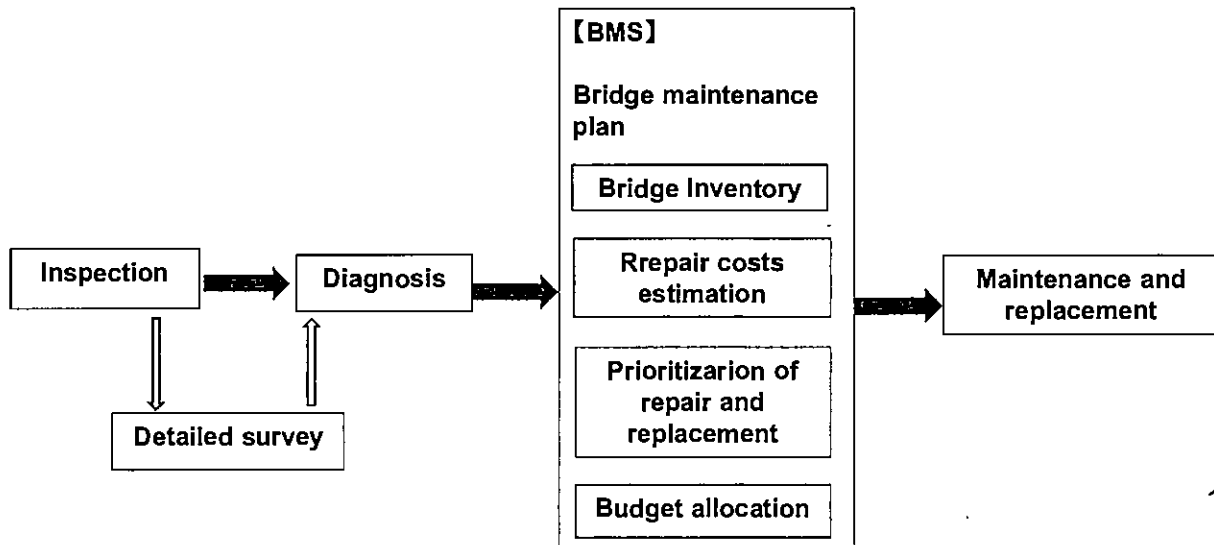 【BMS】
Bridge maintenance
plan
Bridge Inventory
Inspection
Diagnosis
Rrepair costs
estimation
Maintenance and
replacement
Detailed survey
Prioritizarion of
repair and
replacement
Budget allocation